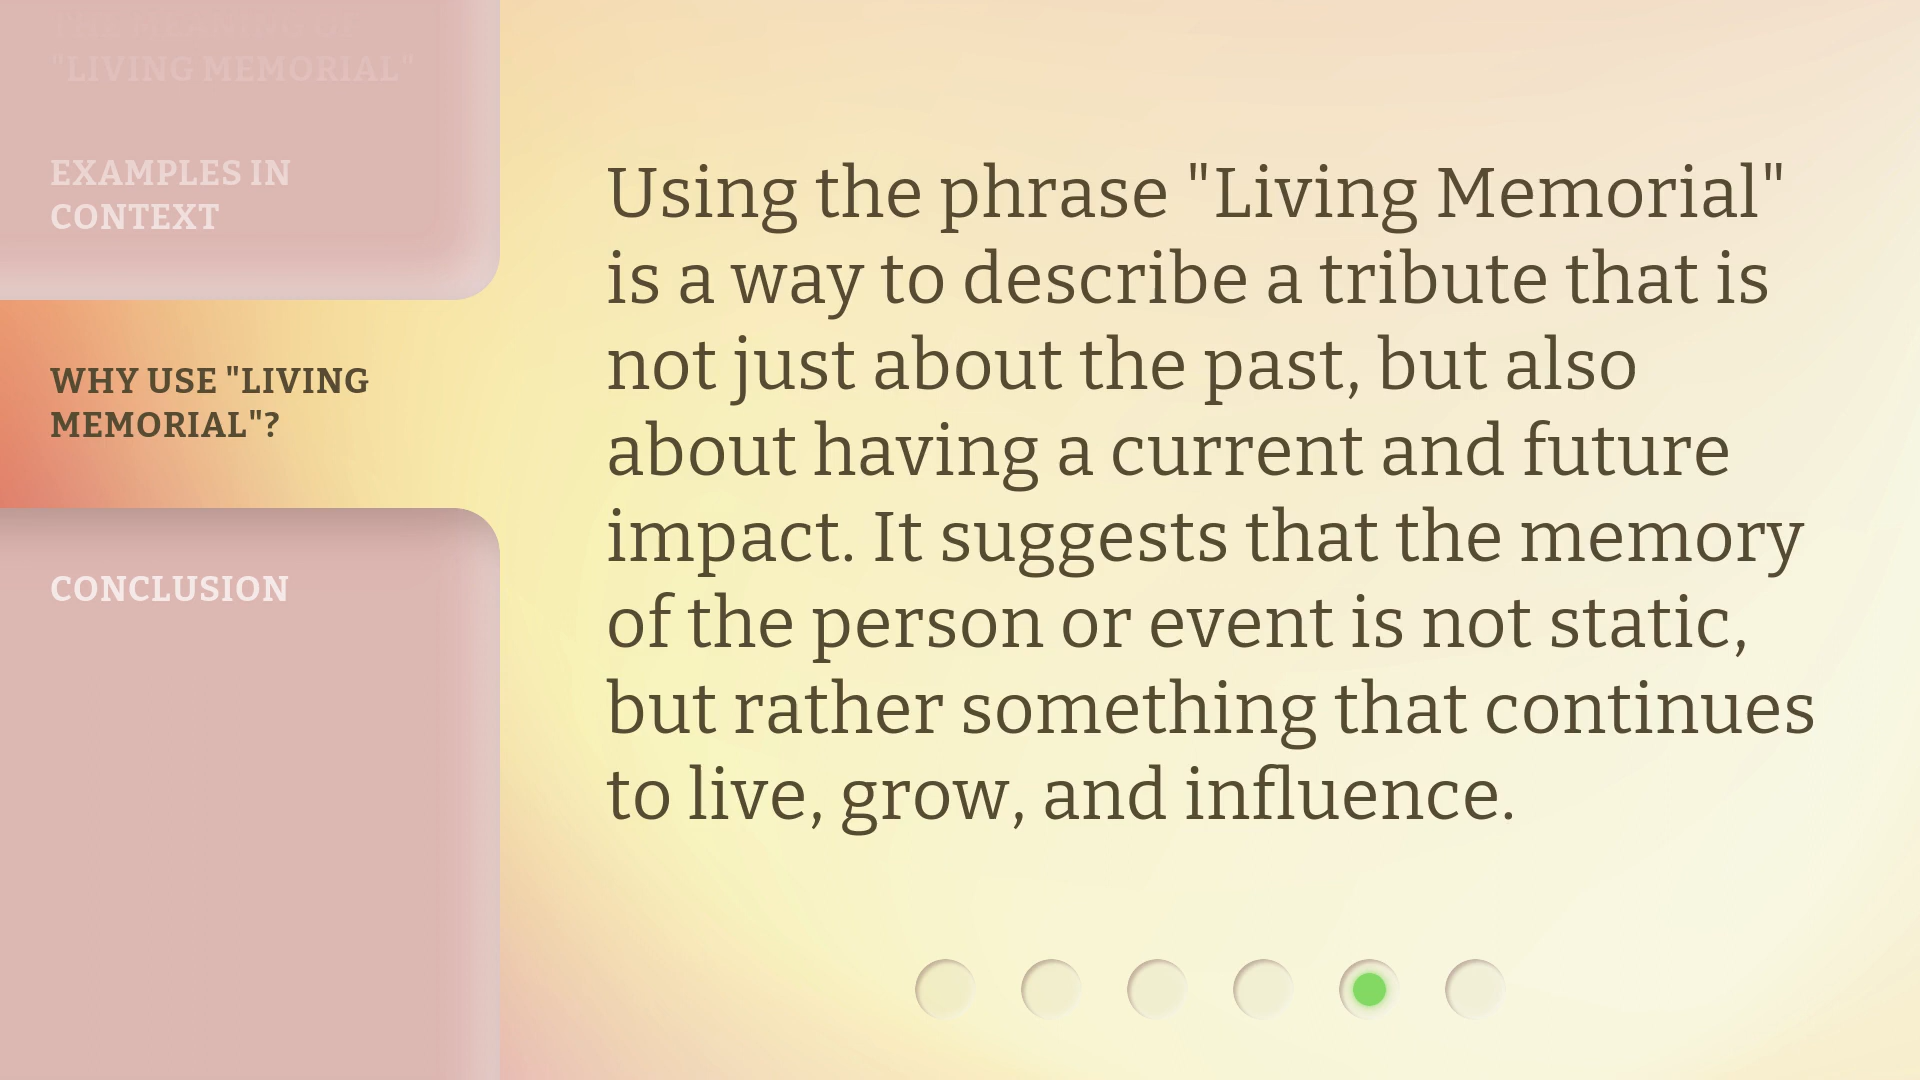 THE MEANING OF
"LIVING MEMORIAL"
EXAMPLES IN
CONTEXT
WHY USE "LIVING
MEMORIAL"?
CONCLUSION
Using the phrase "Living Memorial"
is a way to describe a tribute that is
not just about the past, but also
about having a current and future
impact. It suggests that the memory
of the person or event is not static,
but rather something that continues
to live, grow, and influence.